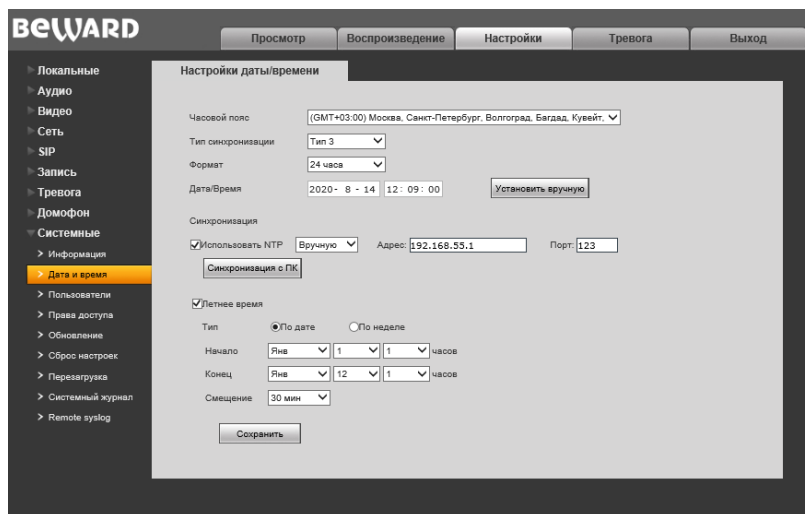 BEWARD
Просмотр Воспроизведение Настройки Тревога Выход
Локальные
Аудио
Видео
Сеть
SIP
Запись
Тревога
Домофон
Системные
Информация
Дата и время
Пользователи
Права доступа
Обновление
Сброс настроек
Перезагрузка
Системный журнал
Remote syslog
Настройки даты/времени
Часовой пояс (GMT+03:00) Москва, Санкт-Петербург, Волгоград, Багдад, Кувейт,
Тип синхронизации Тип 3
Формат 24 часа
Дата/Время 2020- 8 - 14 12: 09: 00 Установить вручную
Синхронизация
Использовать NTP Вручную Адрес: 192.168.55.1 Порт: 123
Синхронизация с ПК
Летнее время
Тип По дате По неделе
Начало Янв 1 1 часов
Конец Янв 12 1 часов
Смещение 30 мин
Сохранить